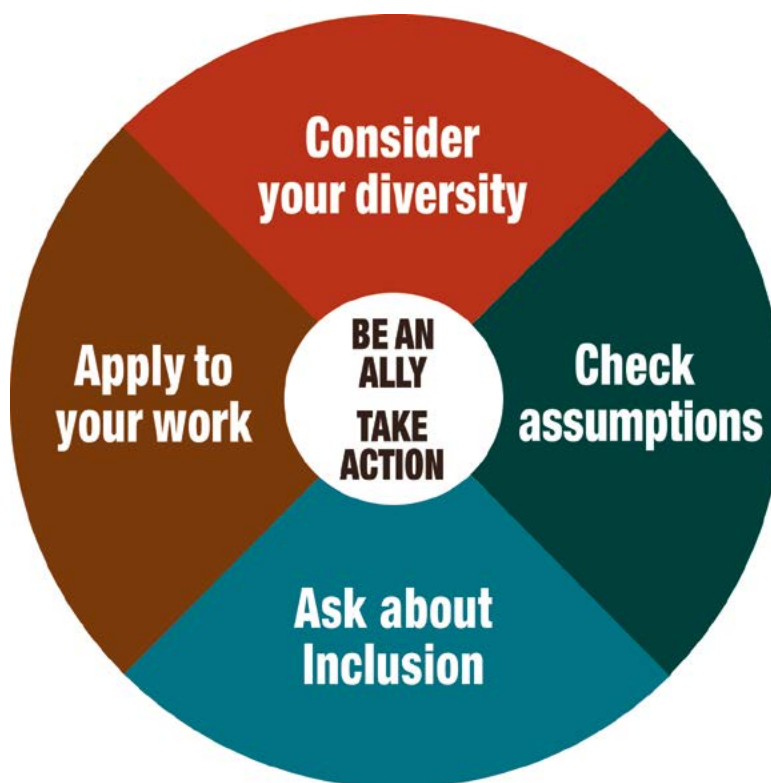 Consider
your diversity
Check
assumptions
Ask about
Inclusion
Apply to
your work
BE AN
ALLY
TAKE
ACTION